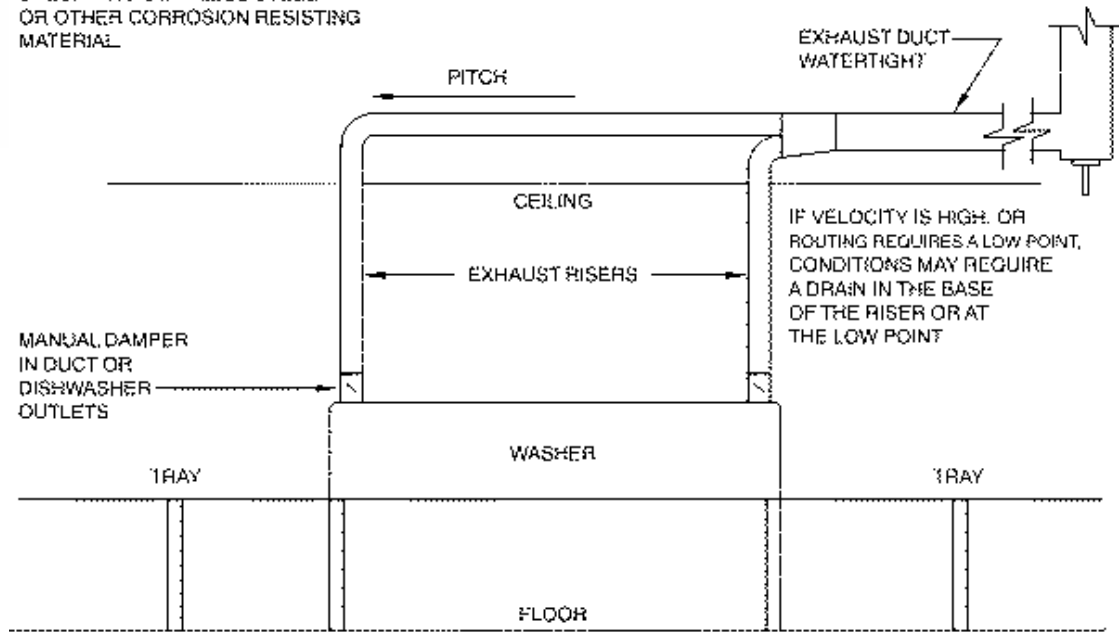 OR OTHER CORROSION RESISTING
MATERIAL
PITCH
EXHAUST DUCT
WATERTIGHT
CEILING
IF VELOCITY IS HIGH, OR
ROUTING REQUIRES A LOW POINT,
CONDITIONS MAY REQUIRE
A DRAIN IN THE BASE
OF THE RISER OR AT
THE LOW POINT
EXHAUST RISERS
MANUAL DAMPER
IN DUCT OR
DISHWASHER
OUTLETS
WASHER
TRAY
TRAY
FLOOR